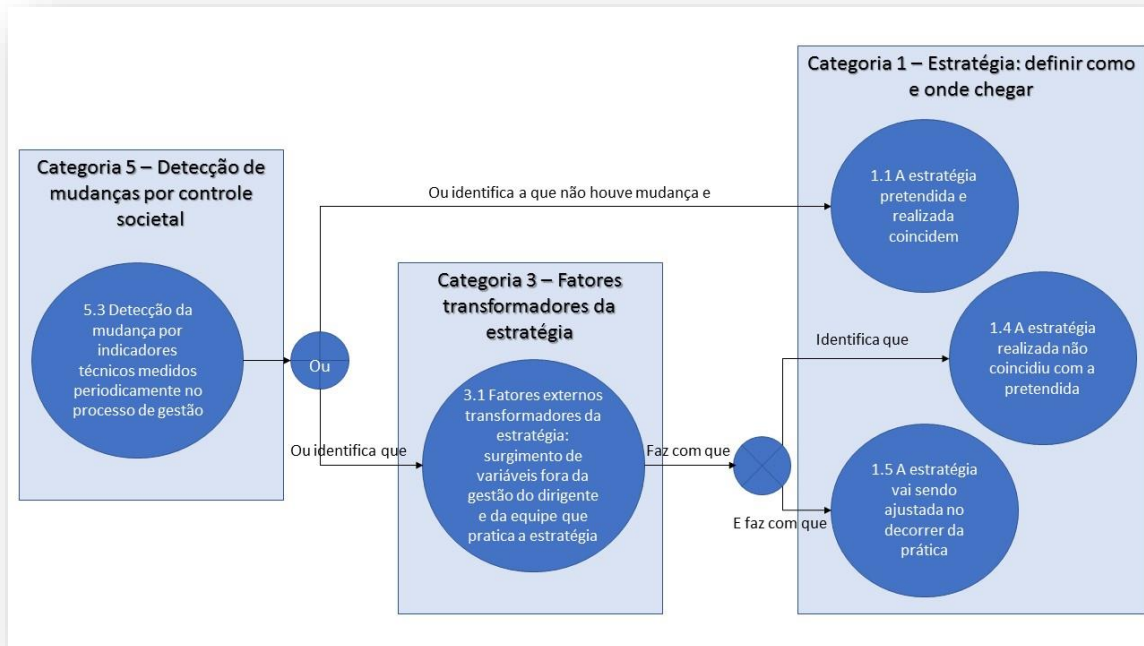 Categoria 5 – Detecção de
mudanças por controle
societal
5.3 Detecção da
mudança por
indicadores
técnicos medidos
periodicamente no
processo de gestão
Ou
Ou identifica a que não houve mudança e
Ou identifica que
Categoria 3 – Fatores
transformadores da
estratégia
3.1 Fatores externos
transformadores da
estratégia:
surgimento de
variáveis fora da
gestão do dirigente
e da equipe que
pratica a estratégia
Faz com que
Identifica que
E faz com que
Categoria 1 – Estratégia: definir como
e onde chegar
1.1 A estratégia
pretendida e
realizada
coincidem
1.4 A estratégia
realizada não
coincidiu com a
pretendida
1.5 A estratégia
vai sendo
ajustada no
decorrer da
prática